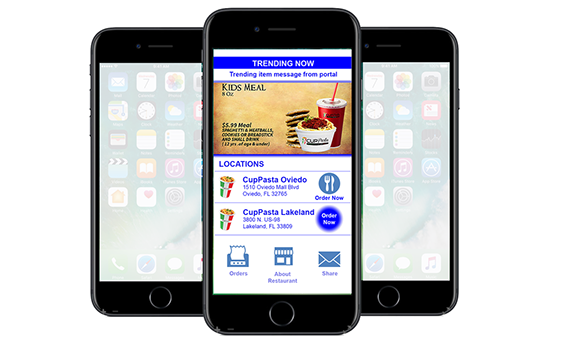 TRENDING NOW
Trending item message from portal
KIDS MEAL
8 Oz
$5.99 Meal
SPAGHETTI & MEATBALLS,
COOKIES OR BREADSTICK
AND SMALL DRINK
(12 yrs. of age & under)
CUPPasta
LOCATIONS
CupPasta Oviedo
1510 Oviedo Mall Blvd
Oviedo, FL 32765
Order Now
CupPasta Lakeland
3800 N. US-98
Lakeland, FL 33809
Order
Now
Orders
About
Restaurant
Share